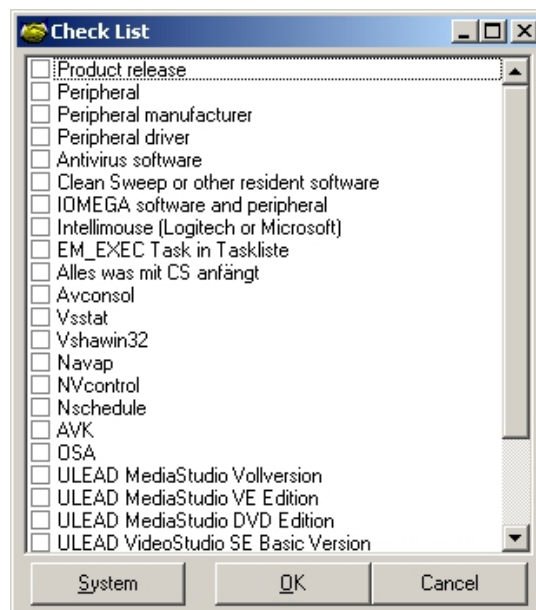 Check List
Product release
Peripheral
Peripheral manufacturer
Peripheral driver
Antivirus software
Clean Sweep or other resident software
IOMEGA software and peripheral
Intellimouse (Logitech or Microsoft)
EM_EXEC Task in Taskliste
Alles was mit CS anfängt
Avconsol
Vsstat
Vshawin32
Navap
NVcontrol
Nschedule
AVK
OSA
ULEAD MediaStudio Vollversion
ULEAD MediaStudio VE Edition
ULEAD MediaStudio DVD Edition
ULEAD VideoStudio SE Basic Version
System OK Cancel